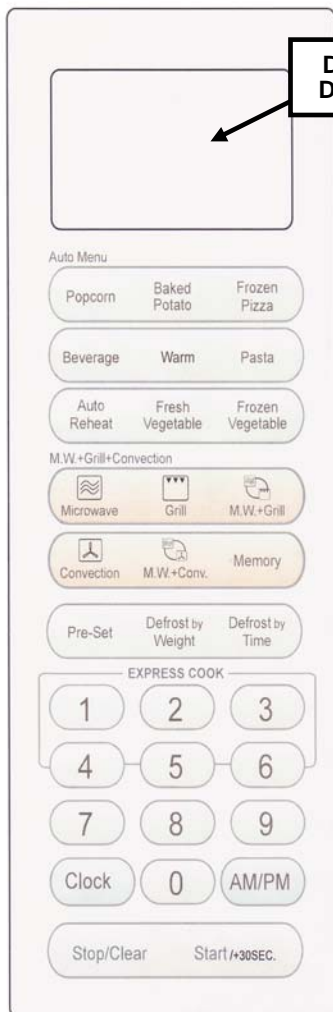 D
D
Auto Menu
Popcorn
Baked
Potato
Frozen
Pizza
Beverage
Warm
Pasta
Auto
Reheat
Fresh
Vegetable
Frozen
Vegetable
M.W.+Grill+Convection
Microwave
Grill
M.W.+Grill
Convection
M.W.+Conv.
Memory
Pre-Set
Defrost by
Weight
Defrost by
Time
EXPRESS COOK
1 2 3
4 5 6
7 8 9
Clock 0 AM/PM
Stop/Clear Start/+30SEC.